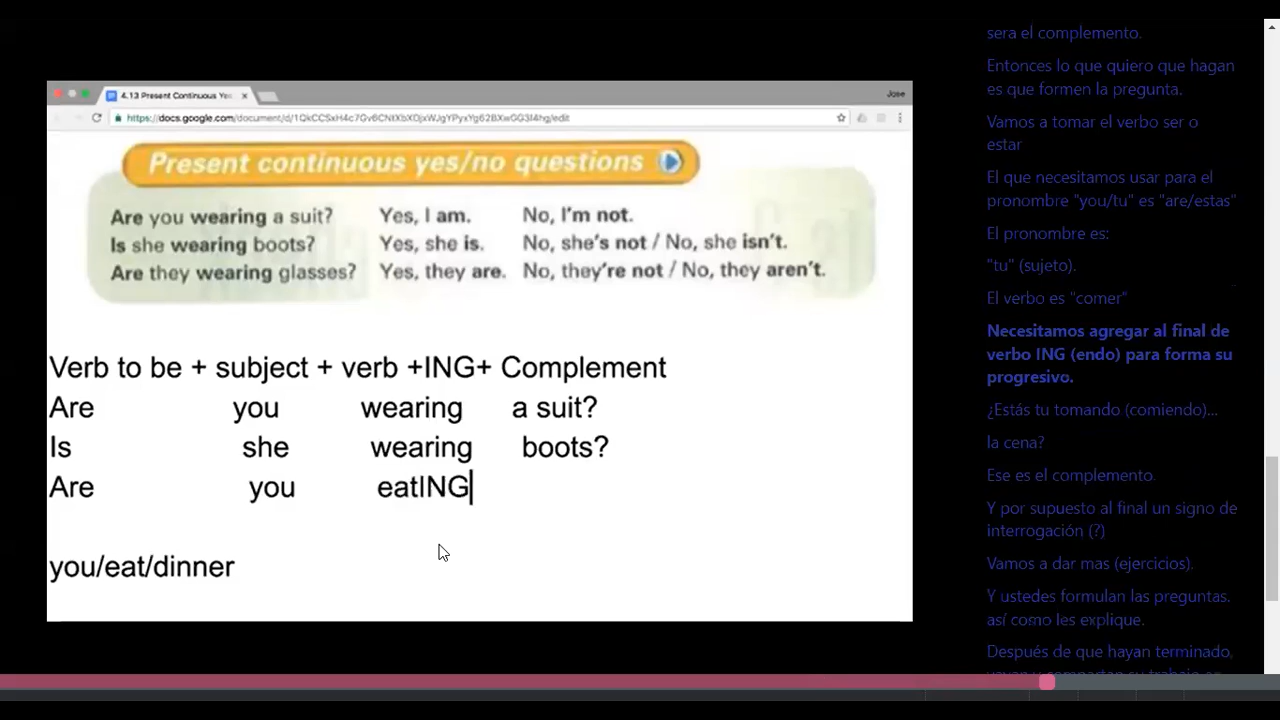 4.13 Present Continuous Yes
Jose
Present continuous yes/no questions
Are you wearing a suit? Yes, I am. No, I'm not.
Is she wearing boots? Yes, she is. No, she's not / No, she isn't.
Are they wearing glasses? Yes, they are. No, they're not / No, they aren't.
Verb to be + subject + verb +ING+ Complement
Are you wearing a suit?
Is she wearing boots?
Are you eatING
you/eat/dinner
sera el complemento.
Entonces lo que quiero que hagan
es que formen la pregunta.
Vamos a tomar el verbo ser o
estar
El que necesitamos usar para el
pronombre "you/tu" es "are/estas"
El pronombre es:
"tu" (sujeto).
El verbo es "comer"
Necesitamos agregar al final de
verbo ING (endo) para forma su
progresivo.
¿Estás tu tomando (comiendo)...
la cena?
Ese es el complemento.
Y por supuesto al final un signo de
interrogación (?)
Vamos a dar mas (ejercicios).
Y ustedes formulan las preguntas.
así como les explique.
Después de que hayan terminado,